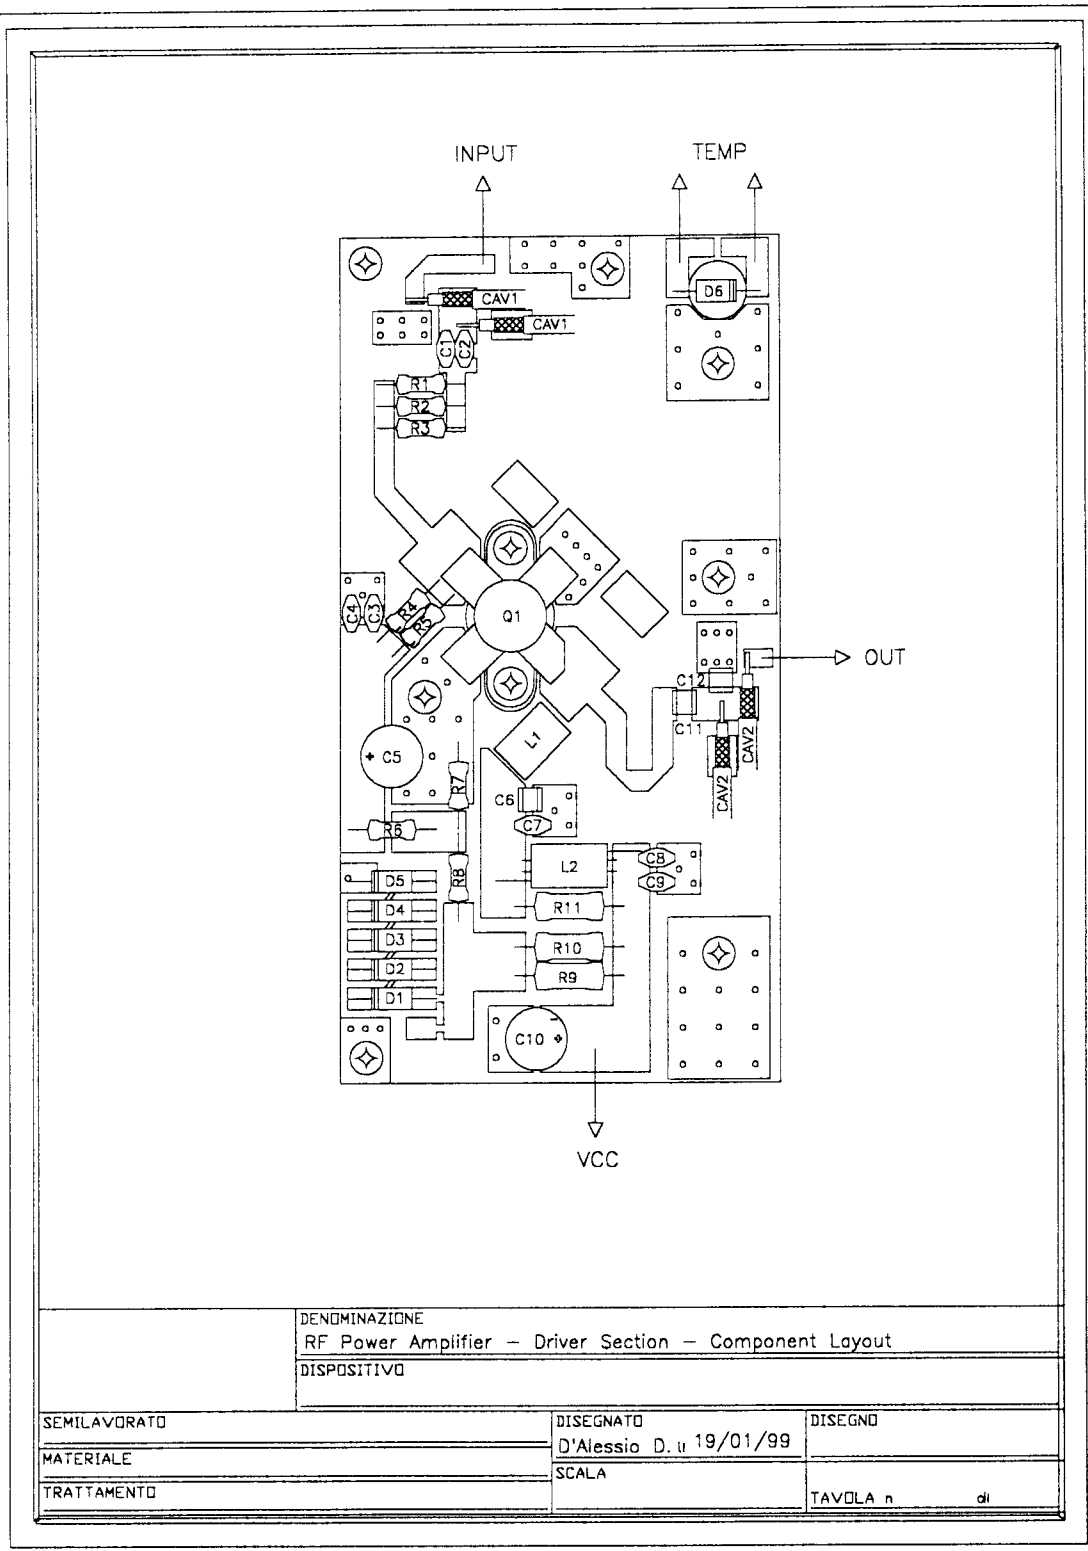 INPUT
TEMP
D6
CAV1
CAV1
C1
C2
R1
R2
R3
C4
C3
R4
R5
Q1
OUT
C12
C11
CAV2
CAV2
L1
C5
R7
C6
C7
R6
L2
C8
C9
R8
D5
D4
D3
D2
D1
R11
R10
R9
C10
VCC
DENOMINAZIONE
RF Power Amplifier – Driver Section – Component Layout
DISPOSITIVO
SEMILAVORATO
DISEGNATO
DISEGNO
D'Alessio D. li 19/01/99
MATERIALE
SCALA
TRATTAMENTO
TAVOLA n di